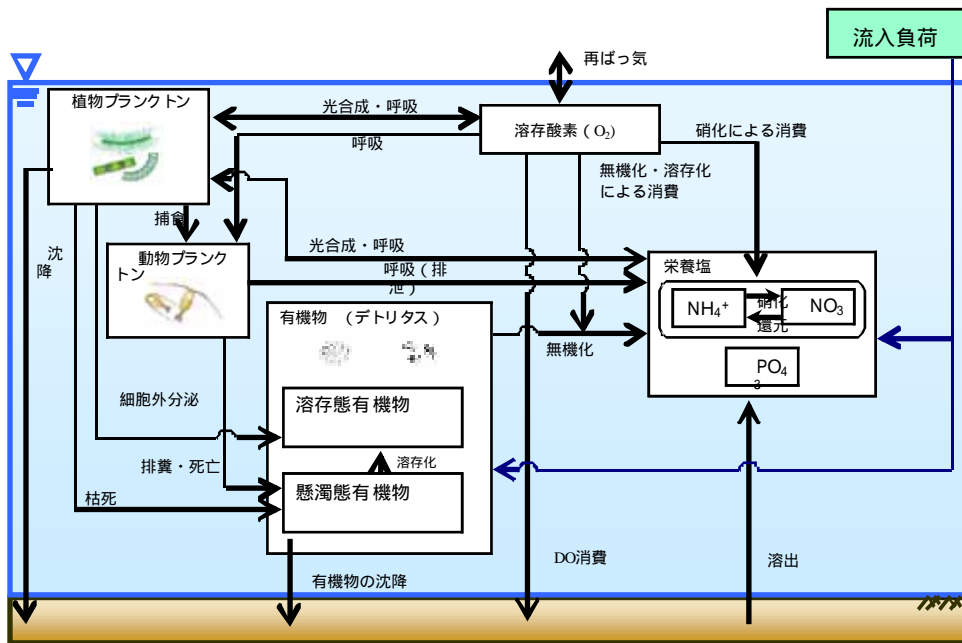 流入負荷
再ばっ気
植物プランクトン
光合成・呼吸
溶存酸素（O₂)
硝化による消費
呼吸
無機化・溶存化
による消費
捕食
沈
降
動物プランク
トン
光合成・呼吸
呼吸（排
泄）
栄養塩
NH₄⁺
硝化
還元
NO₃
PO₄
3
有機物　（デトリタス）
無機化
溶存態有機物
細胞外分泌
溶存化
排糞・死亡
懸濁態有機物
枯死
有機物の沈降
DO消費
溶出